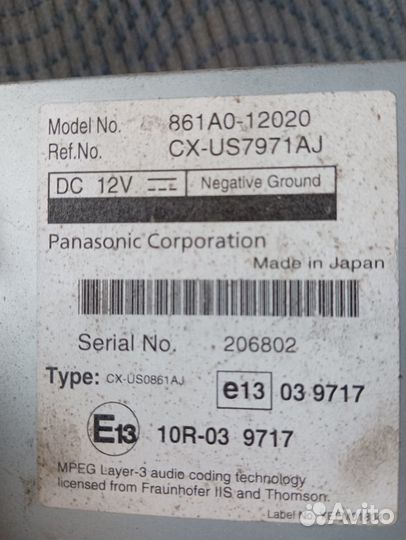 Model No. 861A0-12020
Ref.No. CX-US7971AJ
DC 12V Negative Ground
Panasonic Corporation
Made in Japan
Serial No. 206802
Type: CX-US0861AJ e13 03 9717
E13 10R-03 9717
MPEG Layer-3 audio coding technology
licensed from Fraunhofer IIS and Thomson.
Label No.
Avito